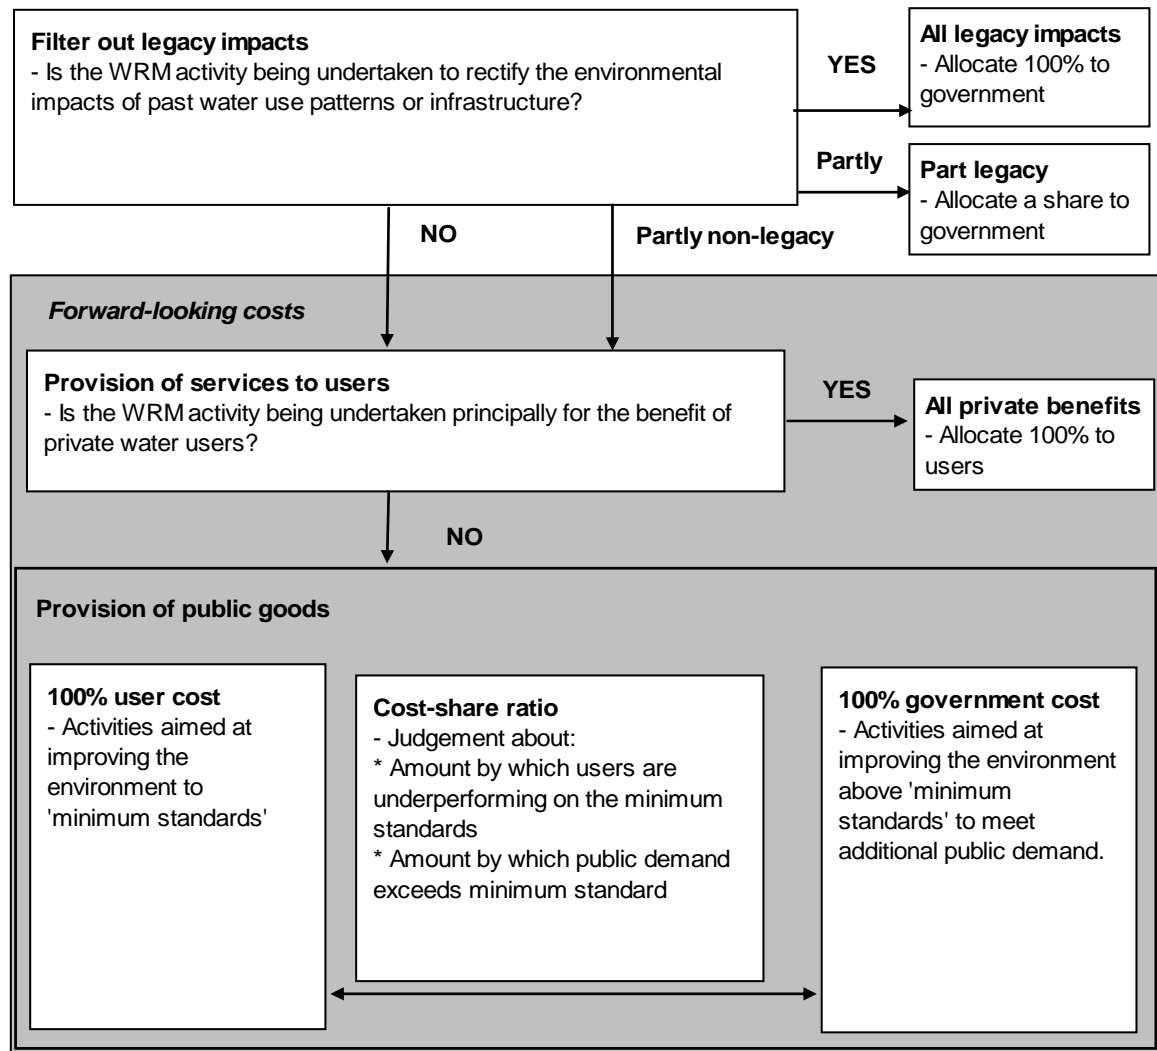 Filter out legacy impacts
- Is the WRM activity being undertaken to rectify the environmental
impacts of past water use patterns or infrastructure?
YES
All legacy impacts
- Allocate 100% to
government
Partly
Part legacy
- Allocate a share to
government
NO
Partly non-legacy
Forward-looking costs
Provision of services to users
- Is the WRM activity being undertaken principally for the benefit of
private water users?
YES
All private benefits
- Allocate 100% to
users
NO
Provision of public goods
100% user cost
- Activities aimed at
improving the
environment to
'minimum standards'
Cost-share ratio
- Judgement about:
* Amount by which users are
underperforming on the minimum
standards
* Amount by which public demand
exceeds minimum standard
100% government cost
- Activities aimed at
improving the environment
above 'minimum
standards' to meet
additional public demand.